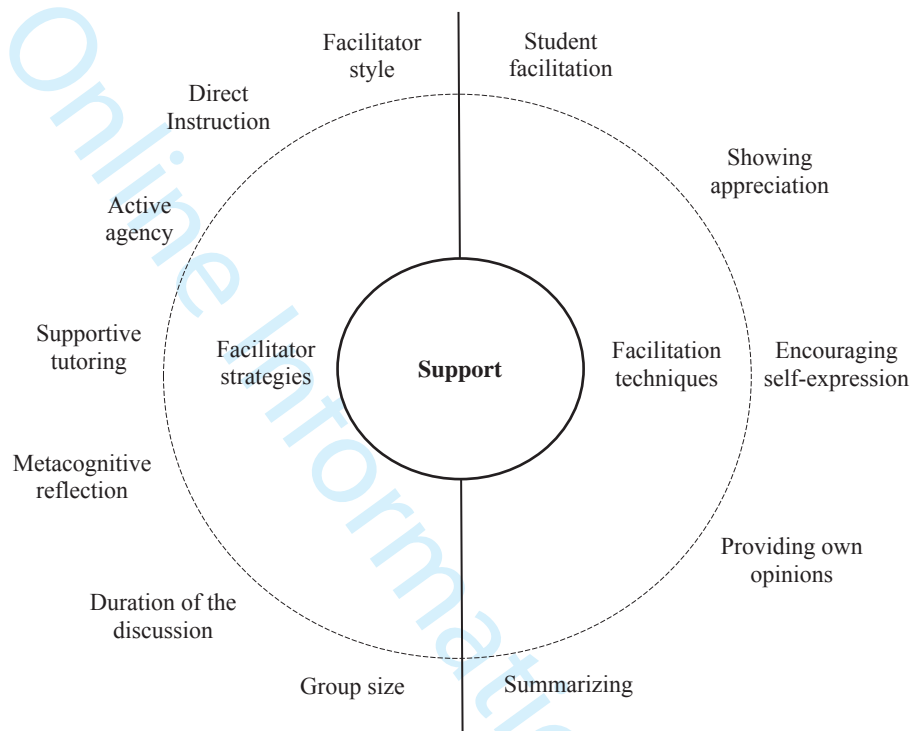 Facilitator
style
Student
facilitation
Direct
Instruction
Showing
appreciation
Active
agency
Supportive
tutoring
Facilitator
strategies
Support
Facilitation
techniques
Encouraging
self-expression
Metacognitive
reflection
Providing own
opinions
Duration of the
discussion
Group size
Summarizing
Online Informati